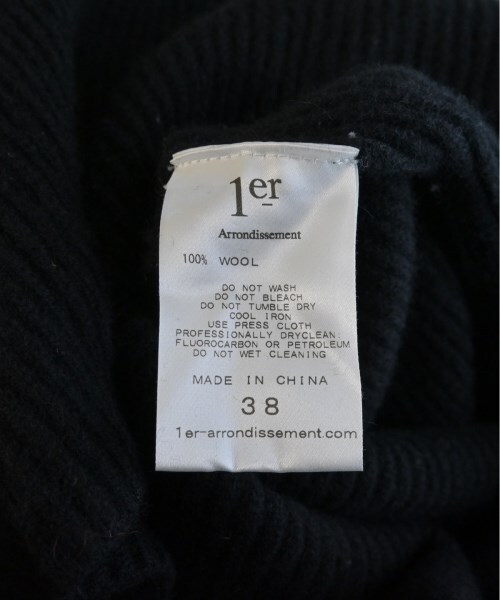 1er
Arrondissement
100% WOOL
DO NOT WASH
DO NOT BLEACH
DO NOT TUMBLE DRY
COOL IRON
USE PRESS CLOTH
PROFESSIONALLY DRYCLEAN.
FLUOROCARBON OR PETROLEUM
DO NOT WET CLEANING
MADE IN CHINA
38
1er-arrondissement.com